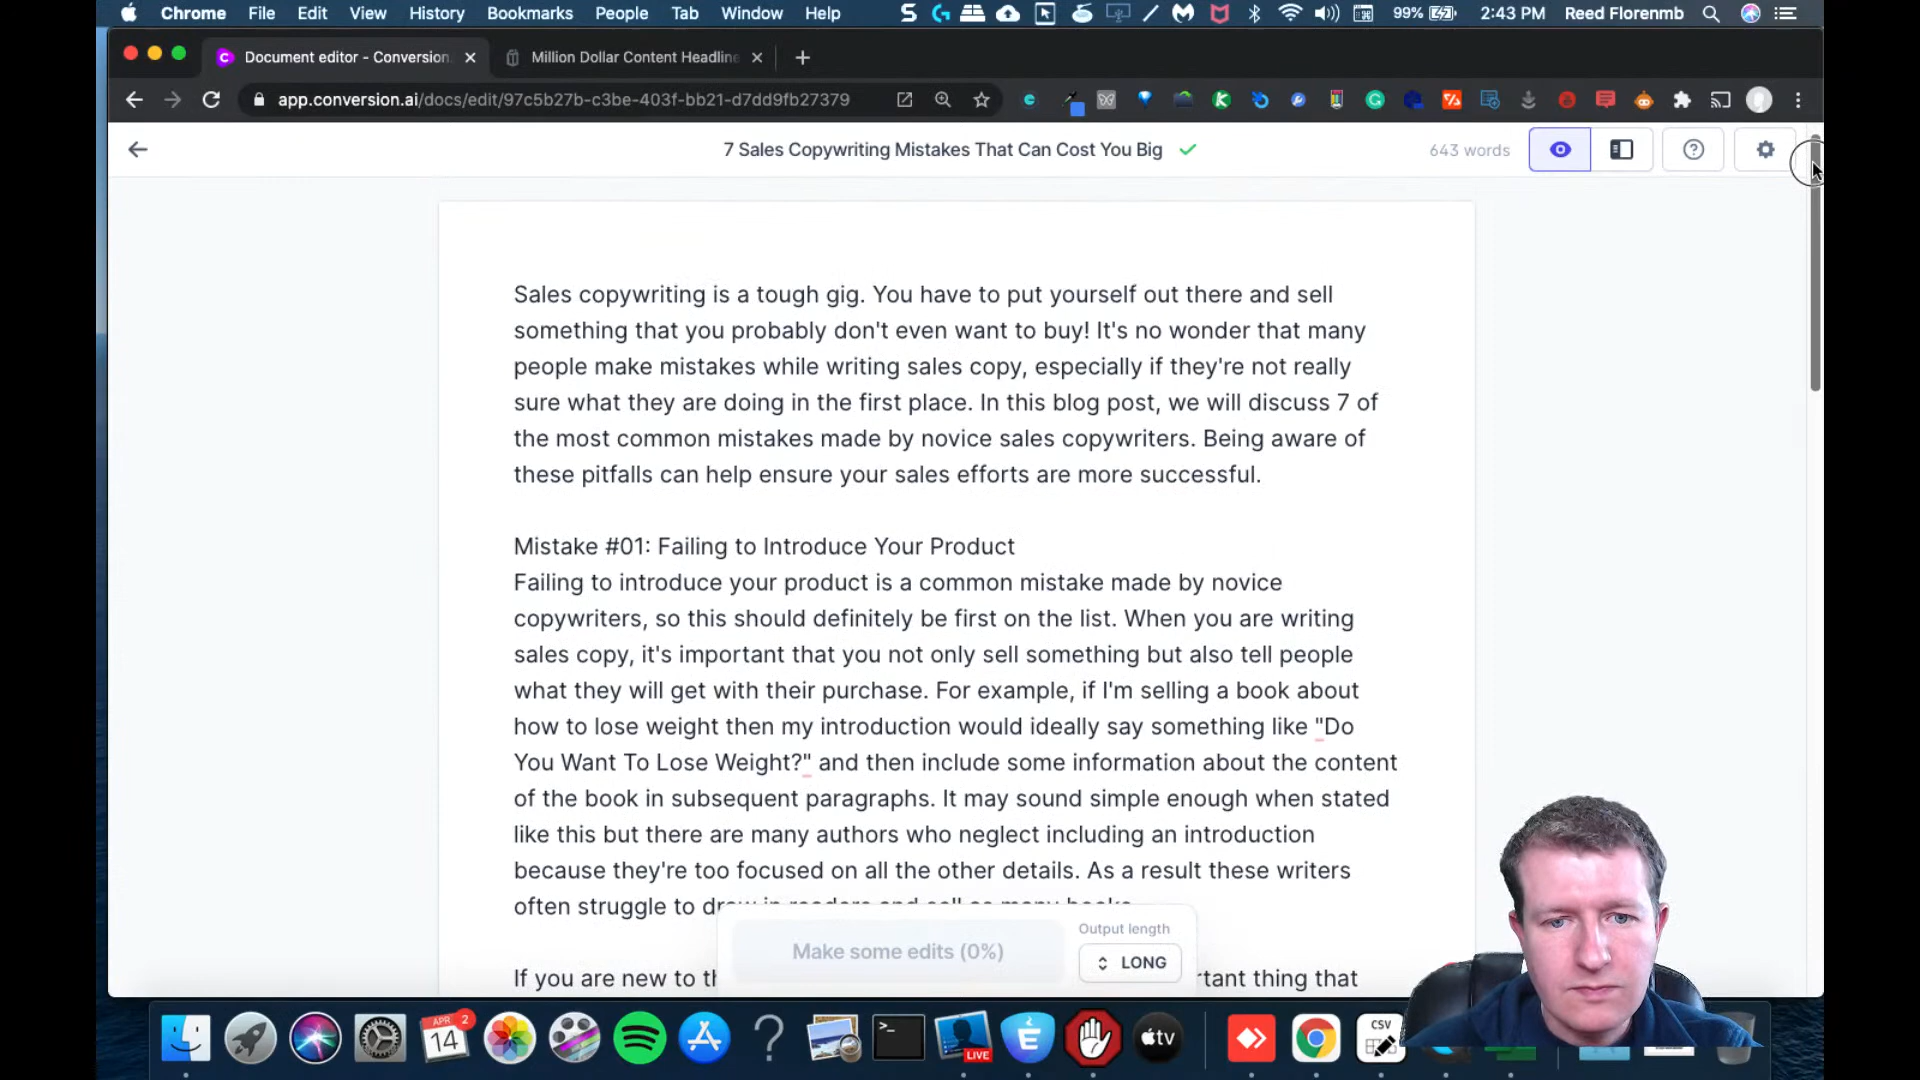 Chrome File Edit View History Bookmarks People Tab Window Help 99% 2:43 PM Reed Florenmb
Document editor - Conversion. Million Dollar Content Headline
app.conversion.ai/docs/edit/97c5b27b-c3be-403f-bb21-d7dd9fb27379
7 Sales Copywriting Mistakes That Can Cost You Big 643 words
Sales copywriting is a tough gig. You have to put yourself out there and sell
something that you probably don't even want to buy! It's no wonder that many
people make mistakes while writing sales copy, especially if they're not really
sure what they are doing in the first place. In this blog post, we will discuss 7 of
the most common mistakes made by novice sales copywriters. Being aware of
these pitfalls can help ensure your sales efforts are more successful.
Mistake #01: Failing to Introduce Your Product
Failing to introduce your product is a common mistake made by novice
copywriters, so this should definitely be first on the list. When you are writing
sales copy, it's important that you not only sell something but also tell people
what they will get with their purchase. For example, if I'm selling a book about
how to lose weight then my introduction would ideally say something like "Do
You Want To Lose Weight?" and then include some information about the content
of the book in subsequent paragraphs. It may sound simple enough when stated
like this but there are many authors who neglect including an introduction
because they're too focused on all the other details. As a result these writers
often struggle to draw in readers and sell as many books.
Output length
Make some edits (0%) LONG
If you are new to th rtant thing that
APR 2
14
LIVE
tv
CSV